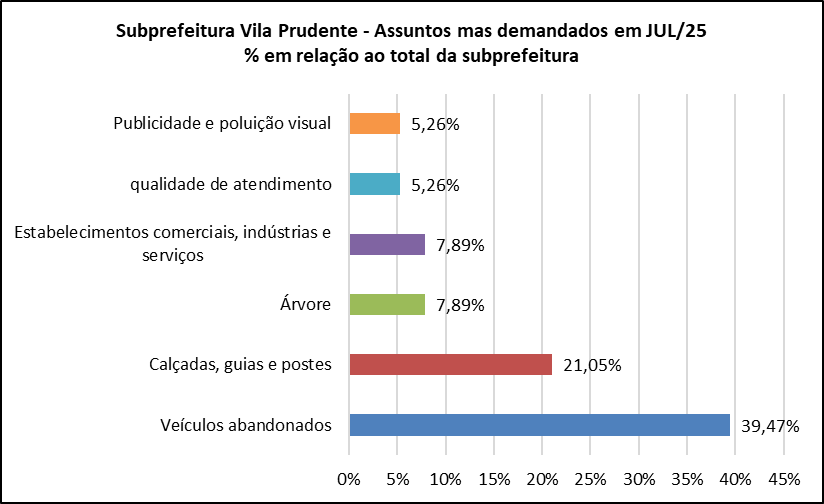 Subprefeitura Vila Prudente - Assuntos mas demandados em JUL/25
% em relação ao total da subprefeitura
Publicidade e poluição visual
5,26%
qualidade de atendimento
5,26%
Estabelecimentos comerciais, indústrias e
serviços
7,89%
Árvore
7,89%
Calçadas, guias e postes
21,05%
Veículos abandonados
39,47%
0% 5% 10% 15% 20% 25% 30% 35% 40% 45%